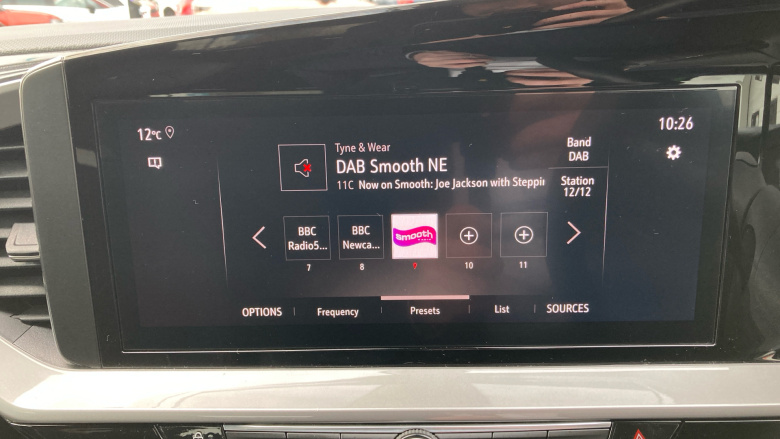 12°C
10:26
Tyne & Wear
DAB Smooth NE
11C Now on Smooth: Joe Jackson with Steppin
Band
DAB
Station
12/12
BBC
Radio5...
BBC
Newca...
smooth
7
8
9
10
11
OPTIONS
Frequency
Presets
List
SOURCES